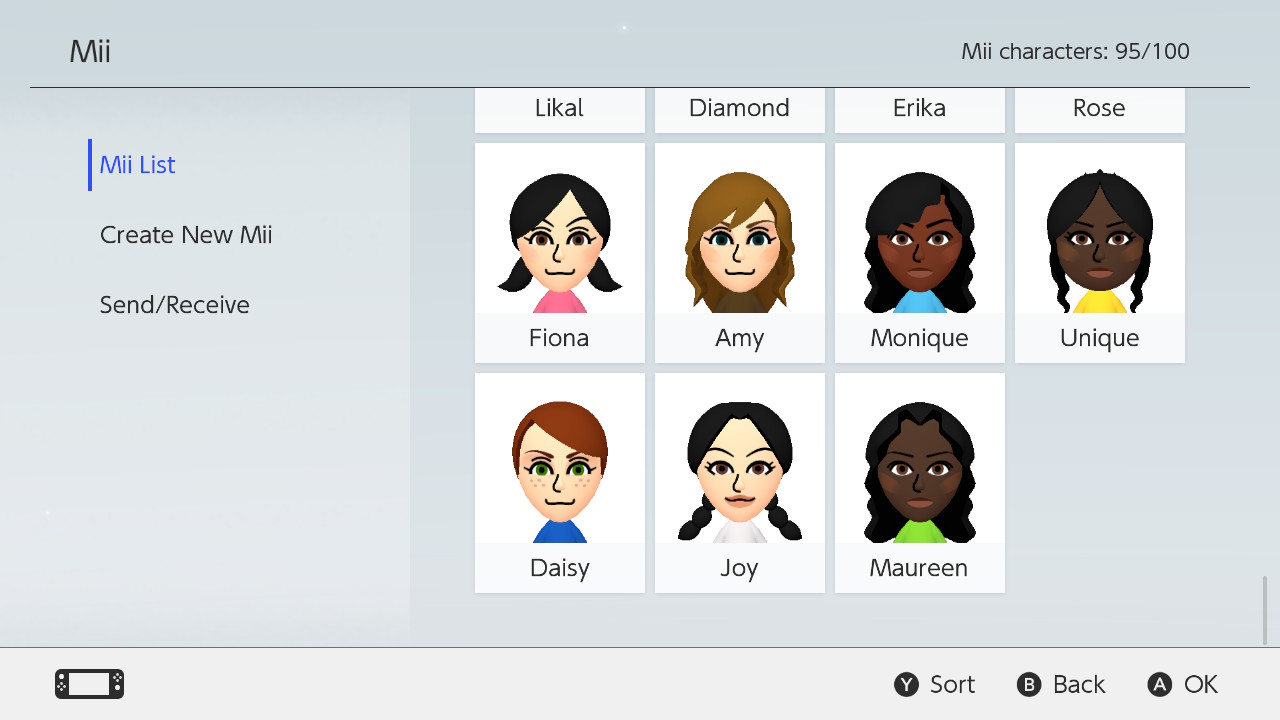 Mii
Mii characters: 95/100
Mii List
Create New Mii
Send/Receive
Likal
Diamond
Erika
Rose
Fiona
Amy
Monique
Unique
Daisy
Joy
Maureen
Y Sort
B Back
A OK